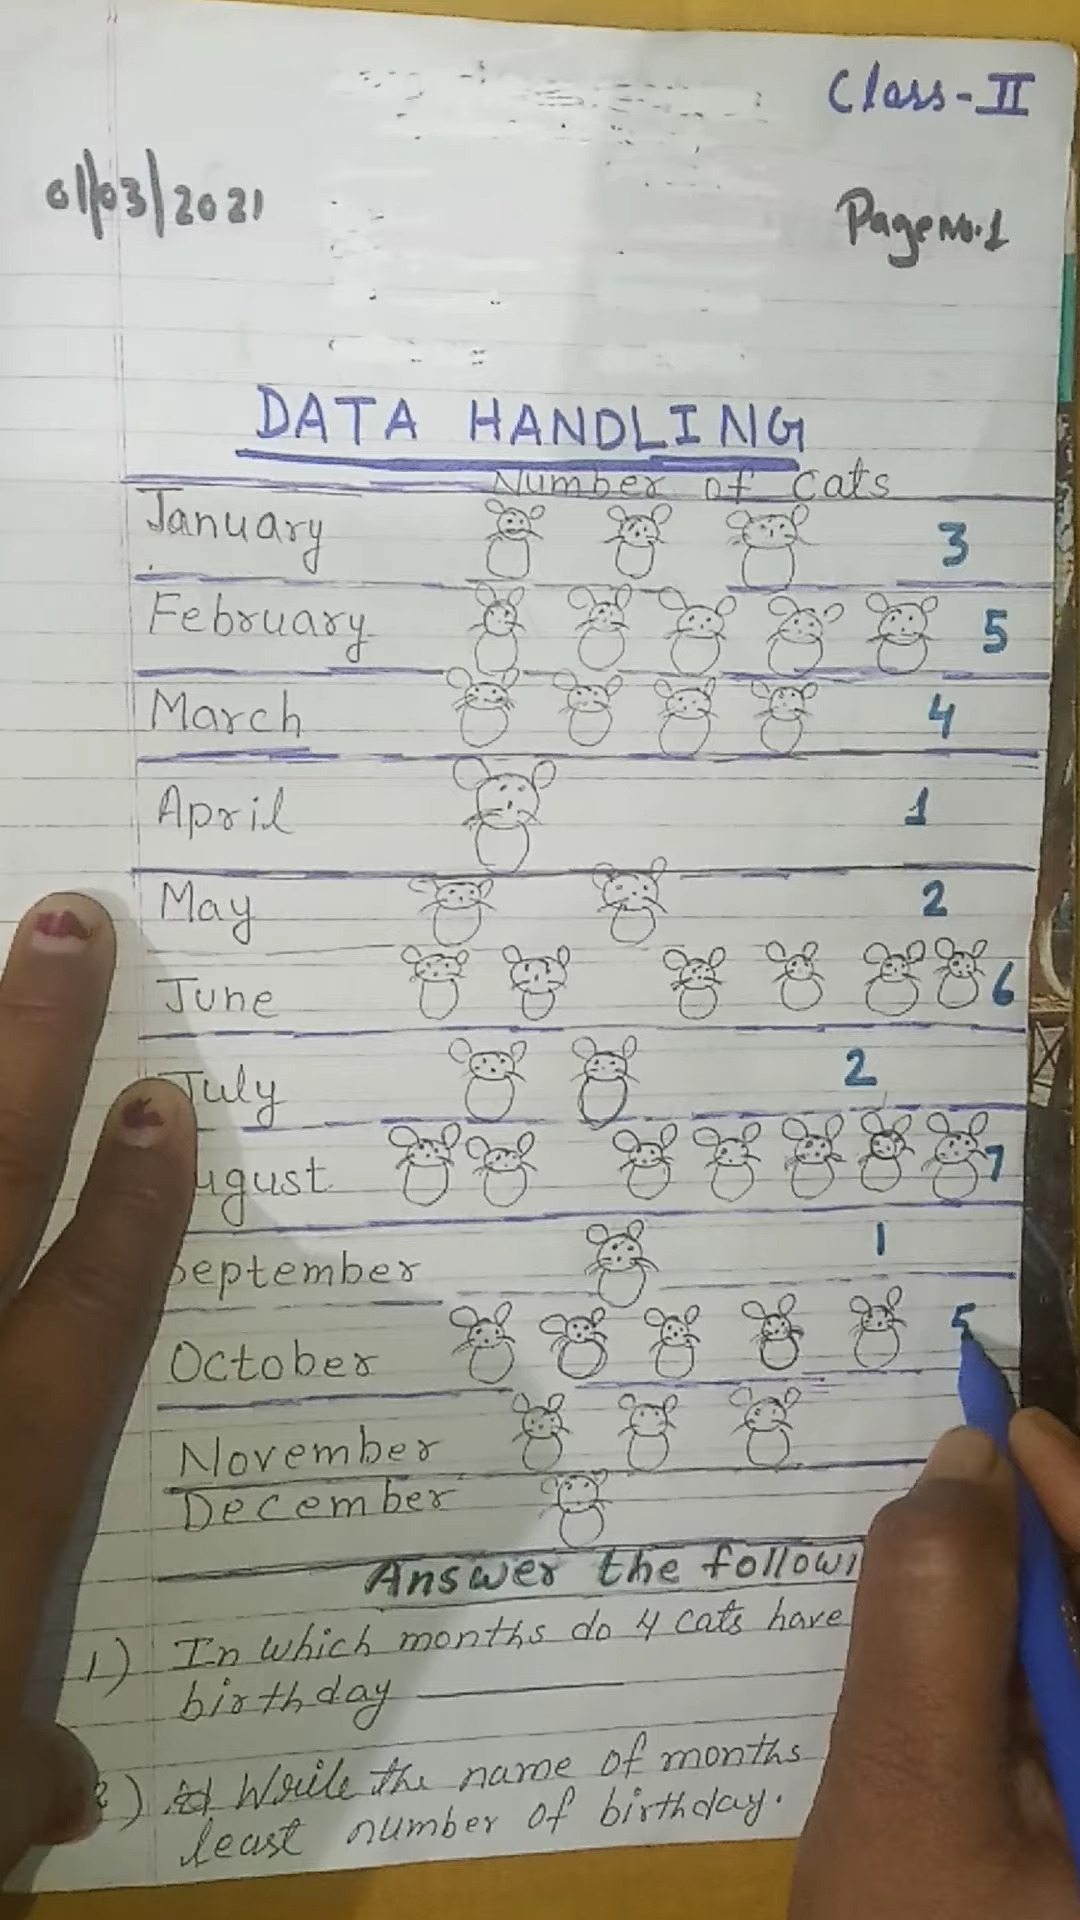 Class-II
01/03/2021
Page No.1
DATA HANDLING
Number of Cats
January 3
February 5
March 4
April 1
May 2
June 6
July 2
ugust 7
September 1
October 5
November
December
Answer the followi
1) In which months do 4 cats have
birthday
2) Write the name of months
least number of birthday.